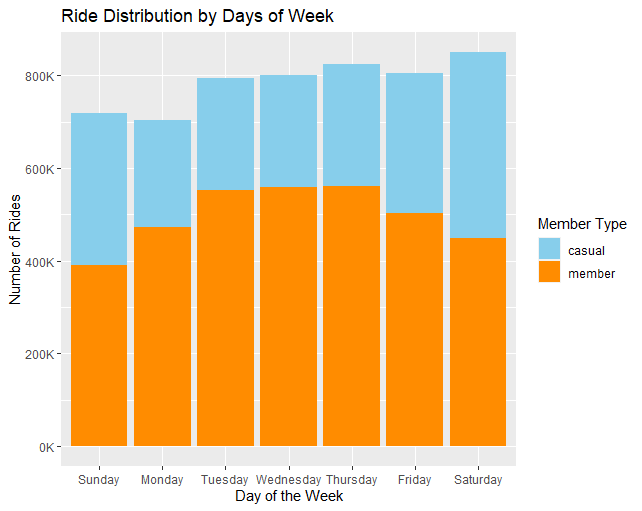 Ride Distribution by Days of Week
Number of Rides
800K
600K
400K
200K
0K
Sunday Monday Tuesday Wednesday Thursday Friday Saturday
Day of the Week
Member Type
casual
member